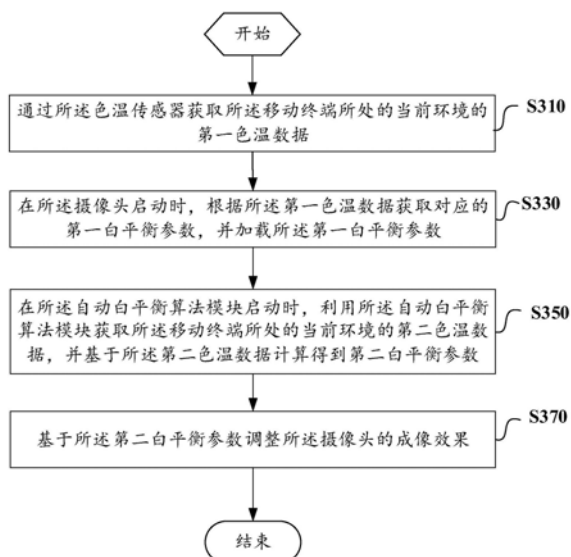 开始
通过所述色温传感器获取所述移动终端所处的当前环境的
第一色温数据
S310
在所述摄像头启动时，根据所述第一色温数据获取对应的
第一白平衡参数，并加载所述第一白平衡参数
S330
在所述自动白平衡算法模块启动时，利用所述自动白平衡
算法模块获取所述移动终端所处的当前环境的第二色温数
据，并基于所述第二色温数据计算得到第二白平衡参数
S350
基于所述第二白平衡参数调整所述摄像头的成像效果
S370
结束